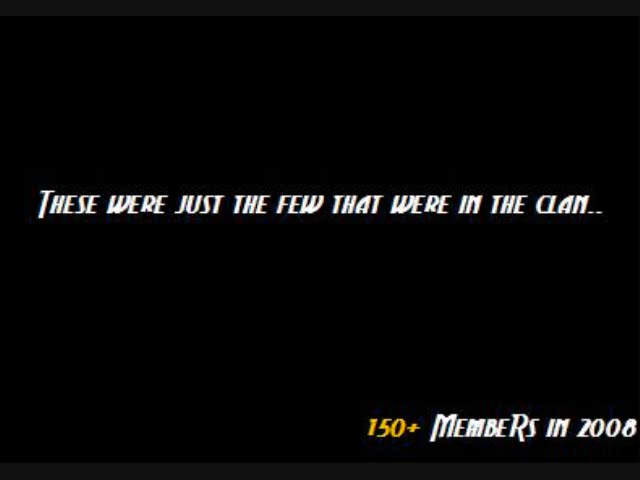 These were just the few that were in the clan..
150+ MembeRs in 2008